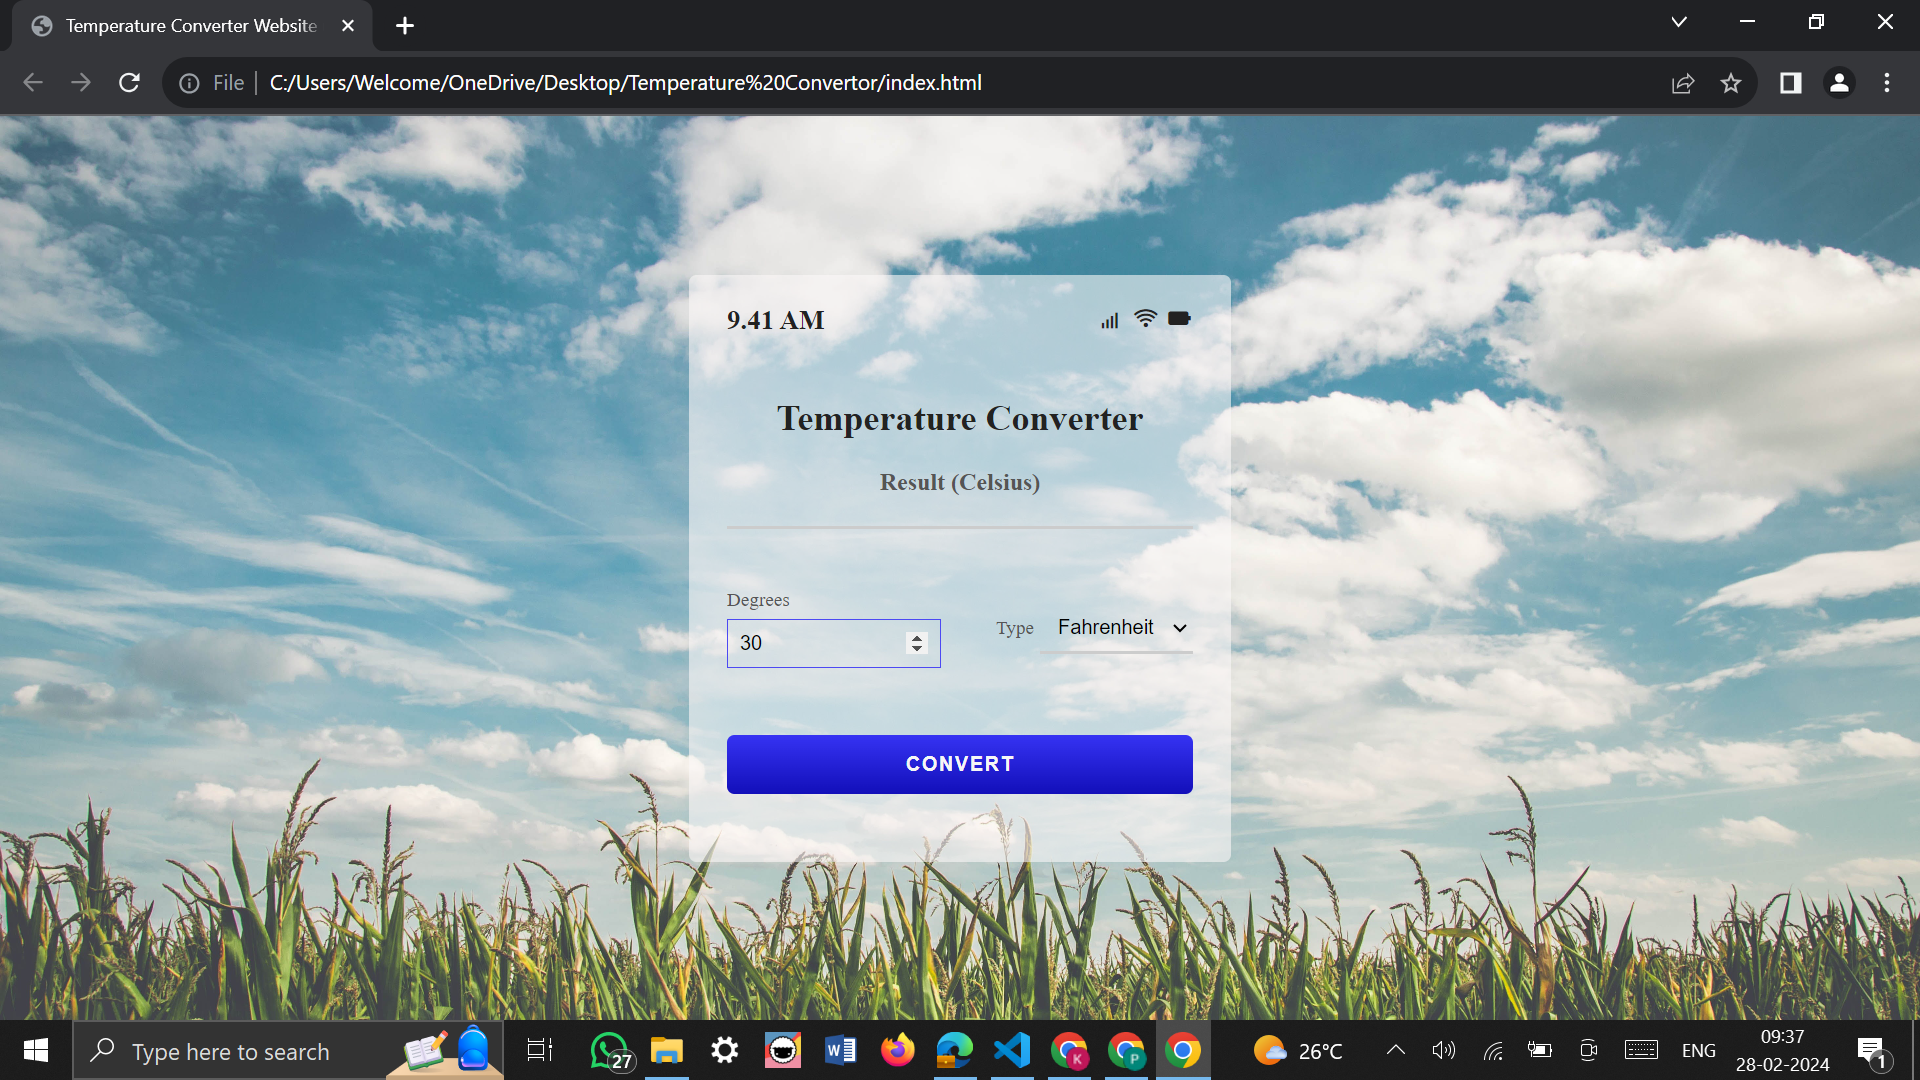 Temperature Converter Website
File
C:/Users/Welcome/OneDrive/Desktop/Temperature%20Convertor/index.html
9.41 AM
Temperature Converter
Result (Celsius)
Degrees
30
Type
Fahrenheit
CONVERT
Type here to search
27
W
K
P
26°C
ENG
09:37
28-02-2024
1